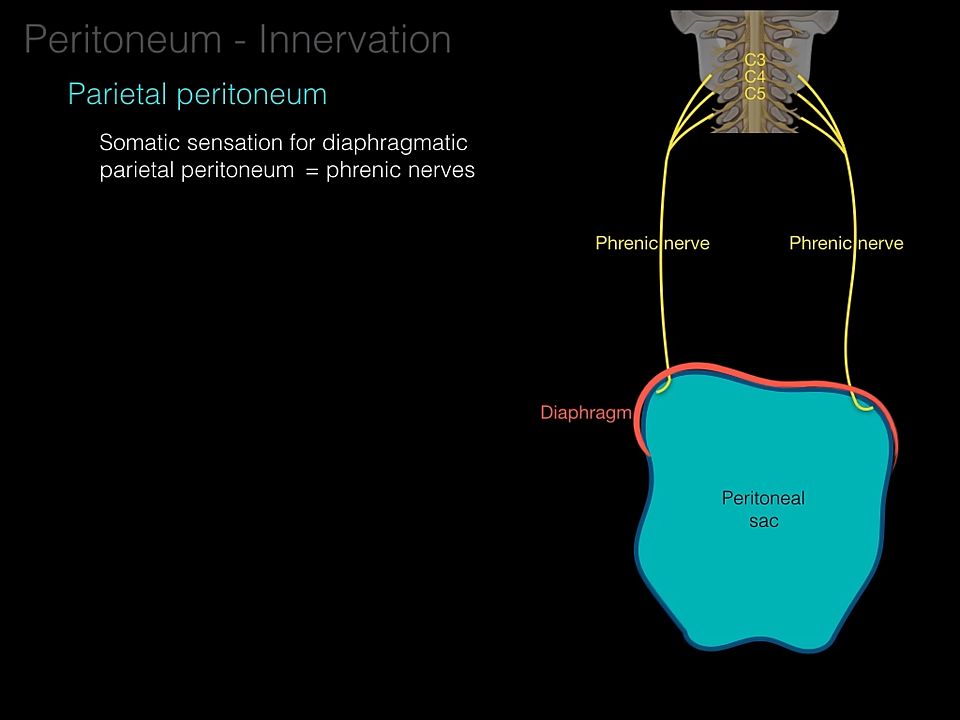 Peritoneum - Innervation
Parietal peritoneum
Somatic sensation for diaphragmatic
parietal peritoneum = phrenic nerves
C3
C4
C5
Phrenic nerve
Phrenic nerve
Diaphragm
Peritoneal
sac